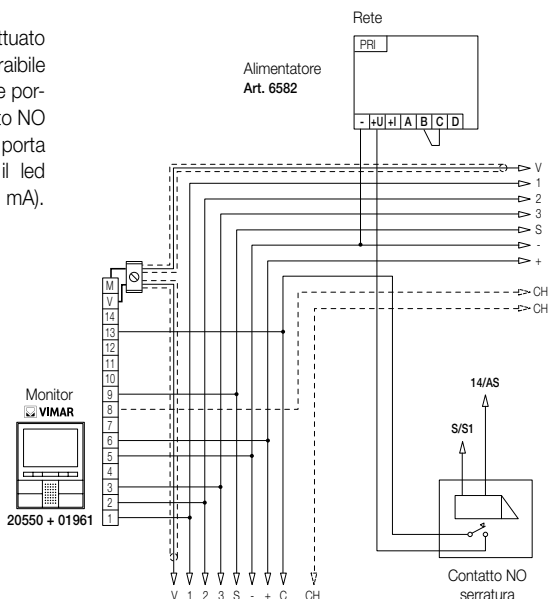 Rete
ttuato
raibile
e por-
to NO
porta
il led
mA).
PRI
Alimentatore
Art. 6582
- +U +I A B C D
V
1
2
3
S
-
+
CH
CH
M
V
14
13
12
11
10
9
8
7
6
5
4
3
2
1
Monitor
VIMAR
20550 + 01961
14/AS
S/S1
Contatto NO
serratura
V 1 2 3 S - + C CH